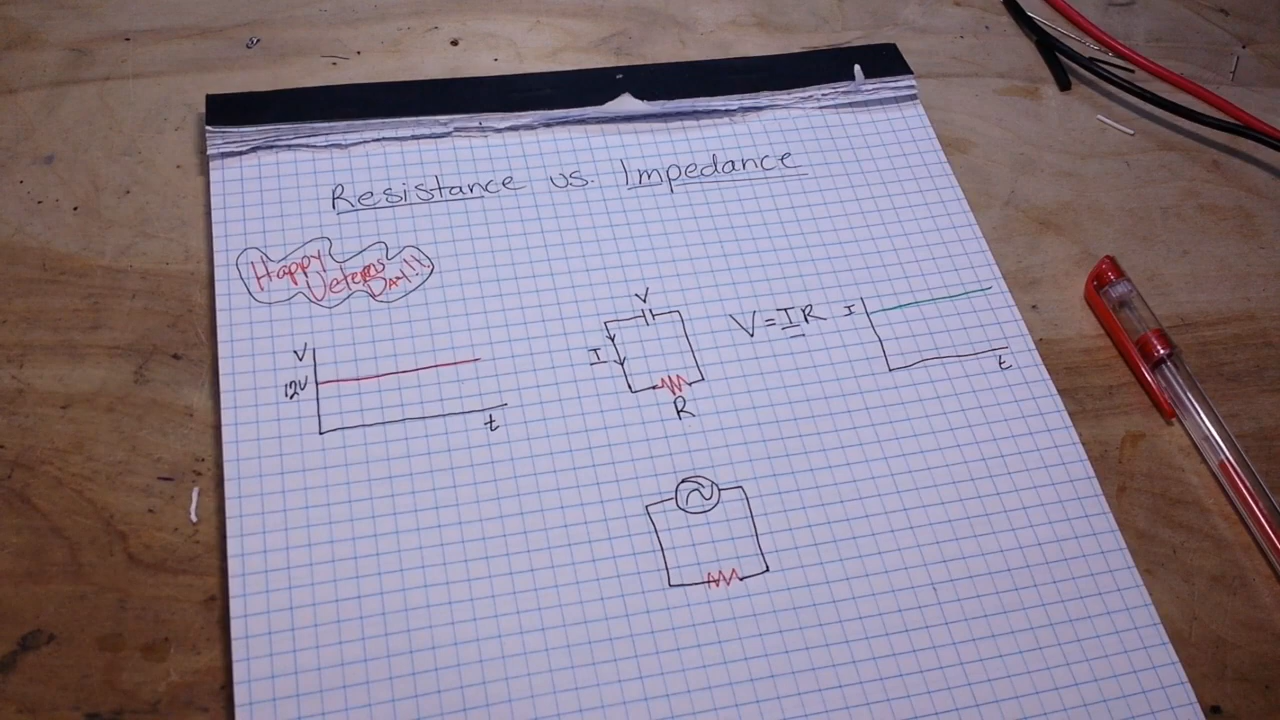 Resistance vs. Impedance
Happy
Veterans
DAY!!!
V
12V
t
V
I
R
V=IR
I
t